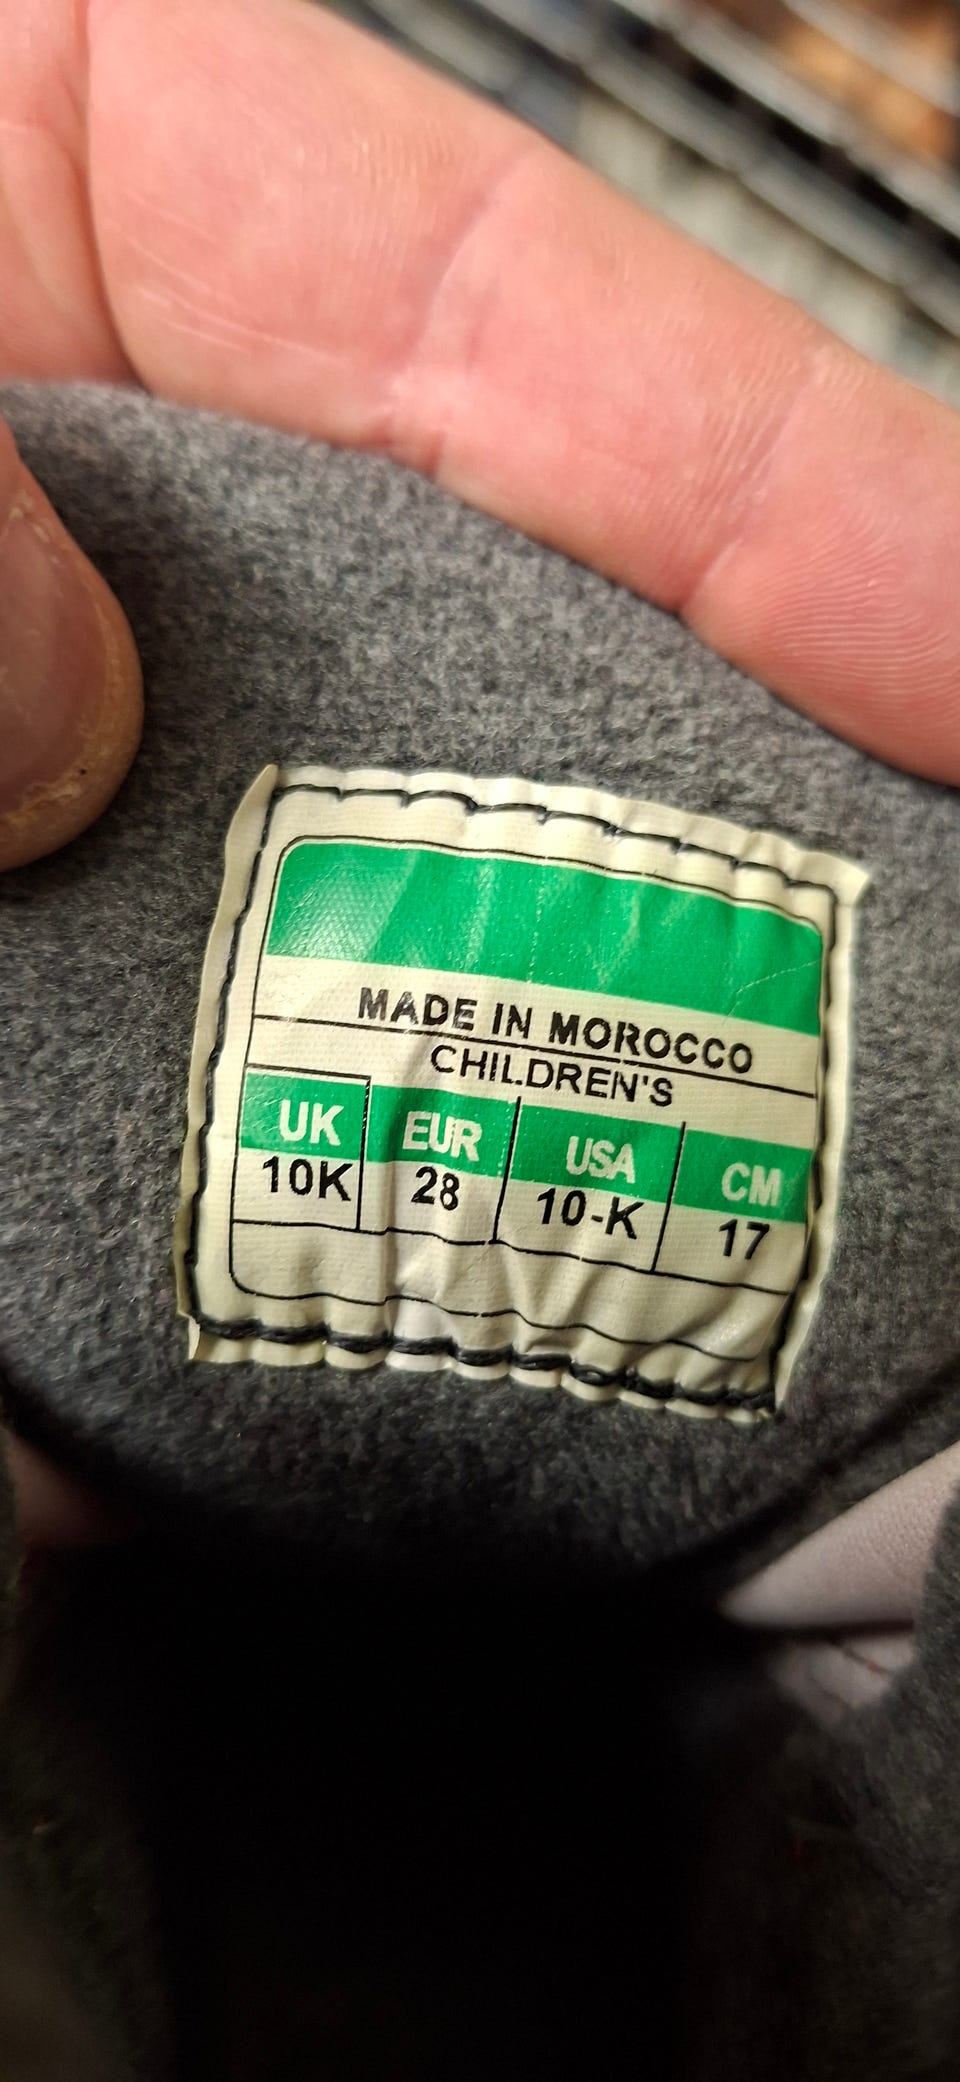 MADE IN MOROCCO
CHILDREN'S
UK EUR USA CM
10K 28 10-K 17